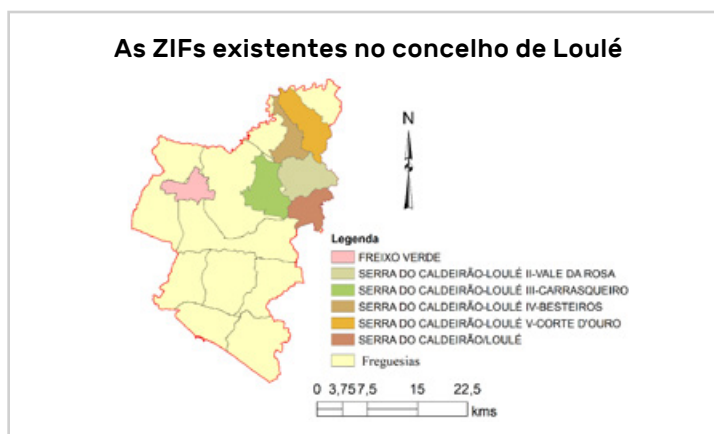 As ZIFs existentes no concelho de Loulé
N
Legenda
FREIXO VERDE
SERRA DO CALDEIRÃO-LOULÉ II-VALE DA ROSA
SERRA DO CALDEIRÃO-LOULÉ III-CARRASQUEIRO
SERRA DO CALDEIRÃO-LOULÉ IV-BESTEIROS
SERRA DO CALDEIRÃO-LOULÉ V-CORTE D'OURO
SERRA DO CALDEIRÃO/LOULÉ
Freguesias
0 3,75 7,5 15 22,5
kms